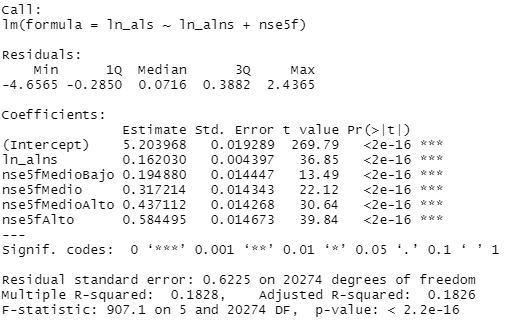 Call:
lm(formula = ln_als ~ ln_alns + nse5f)
Residuals:
Min 1Q Median 3Q Max
-4.6565 -0.2850 0.0716 0.3882 2.4365
Coefficients:
Estimate Std. Error t value Pr(>|t|)
(Intercept) 5.203968 0.019289 269.79 <2e-16 ***
ln_alns 0.162030 0.004397 36.85 <2e-16 ***
nse5fMedioBajo 0.194880 0.014447 13.49 <2e-16 ***
nse5fMedio 0.317214 0.014343 22.12 <2e-16 ***
nse5fMedioAlto 0.437112 0.014268 30.64 <2e-16 ***
nse5fAlto 0.584495 0.014673 39.84 <2e-16 ***
---
Signif. codes: 0 ‘***’ 0.001 ‘**’ 0.01 ‘*’ 0.05 ‘.’ 0.1 ‘ ’ 1
Residual standard error: 0.6225 on 20274 degrees of freedom
Multiple R-squared: 0.1828, Adjusted R-squared: 0.1826
F-statistic: 907.1 on 5 and 20274 DF, p-value: < 2.2e-16